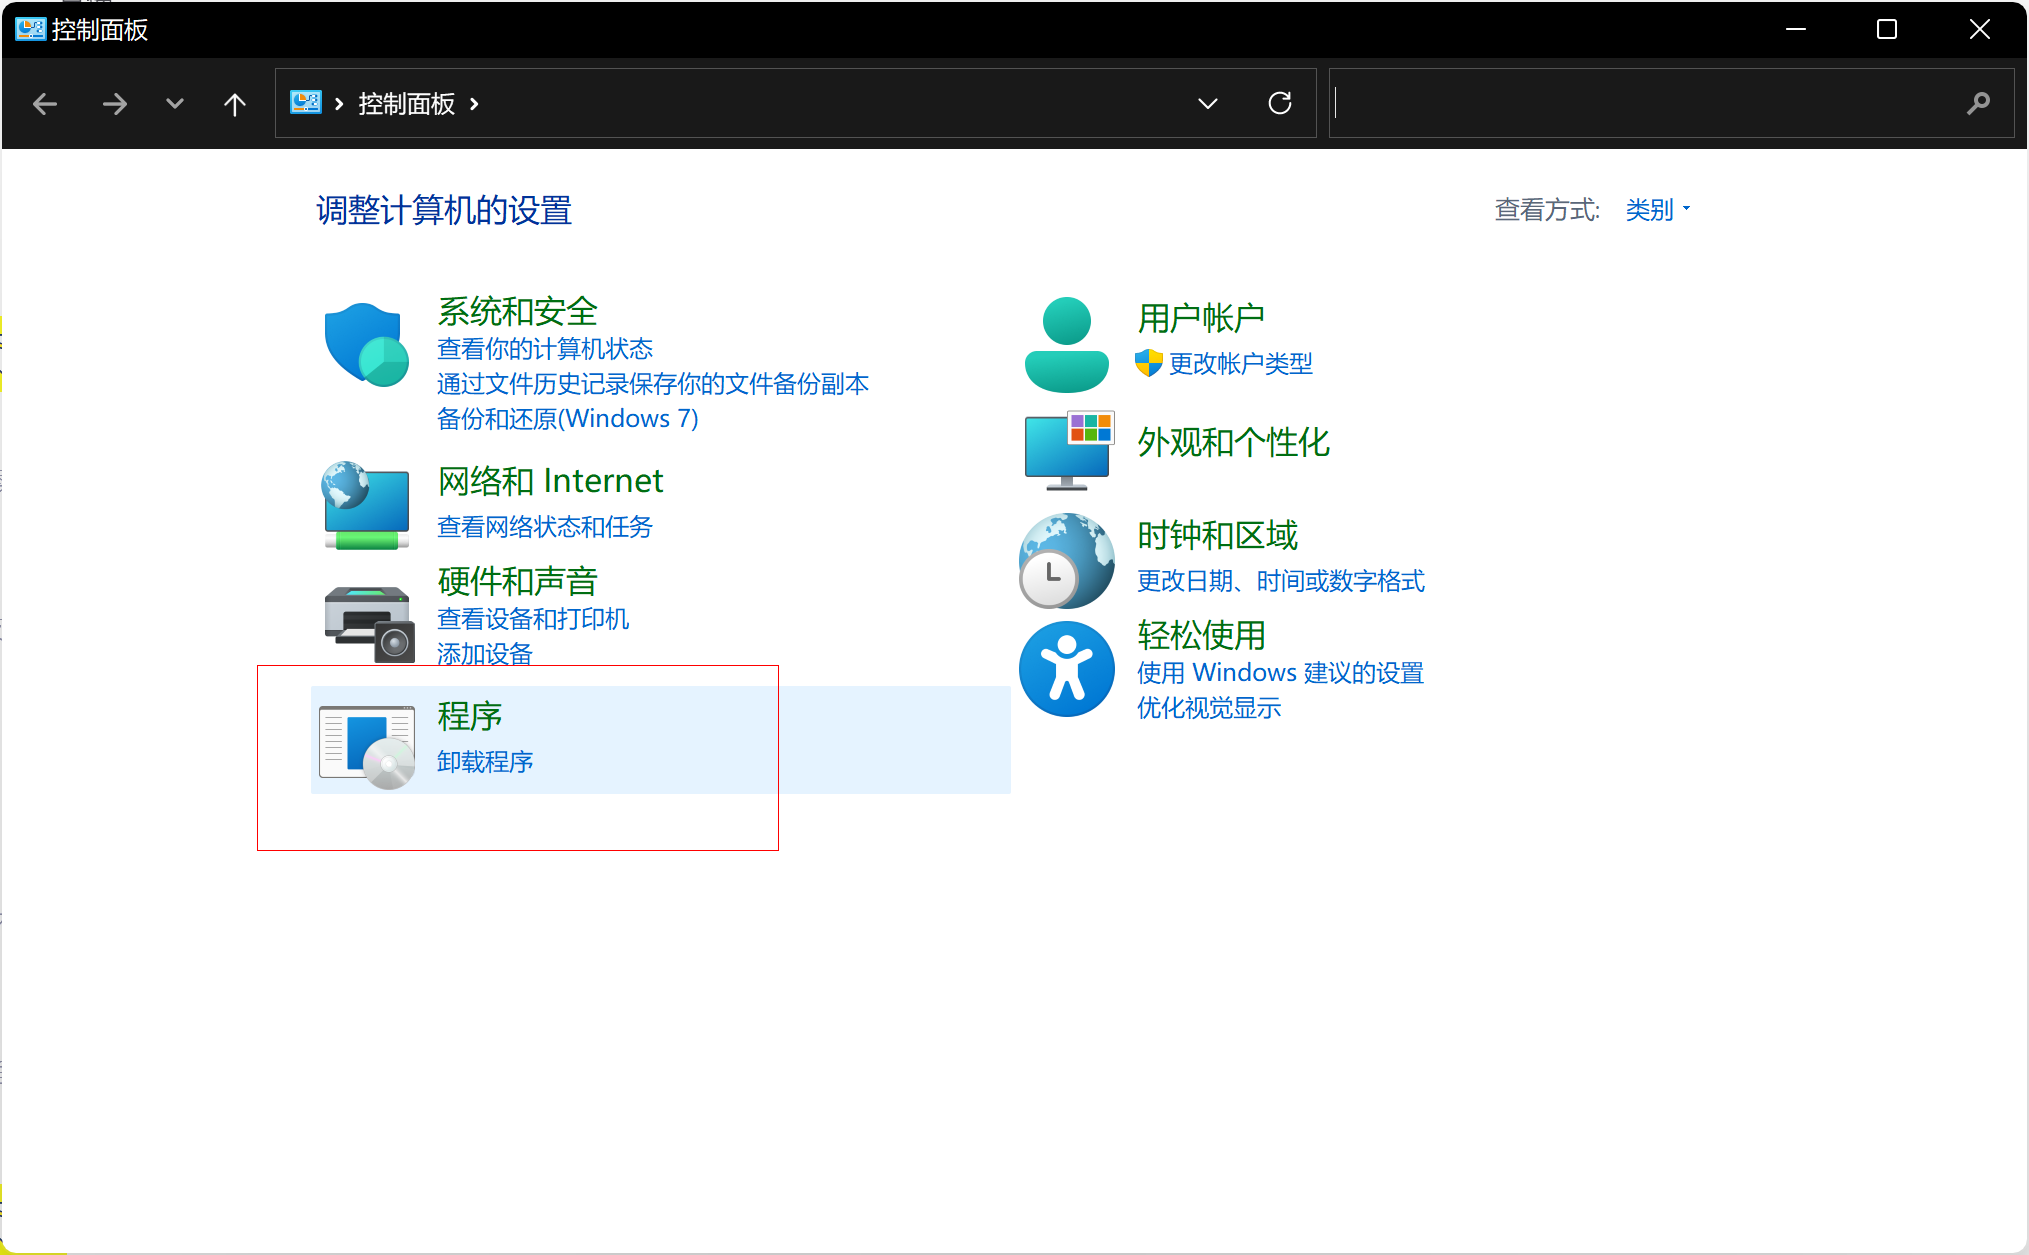 控制面板
控制面板
调整计算机的设置
查看方式: 类别
系统和安全
查看你的计算机状态
通过文件历史记录保存你的文件备份副本
备份和还原(Windows 7)
网络和 Internet
查看网络状态和任务
硬件和声音
查看设备和打印机
添加设备
程序
卸载程序
用户帐户
更改帐户类型
外观和个性化
时钟和区域
更改日期、时间或数字格式
轻松使用
使用 Windows 建议的设置
优化视觉显示